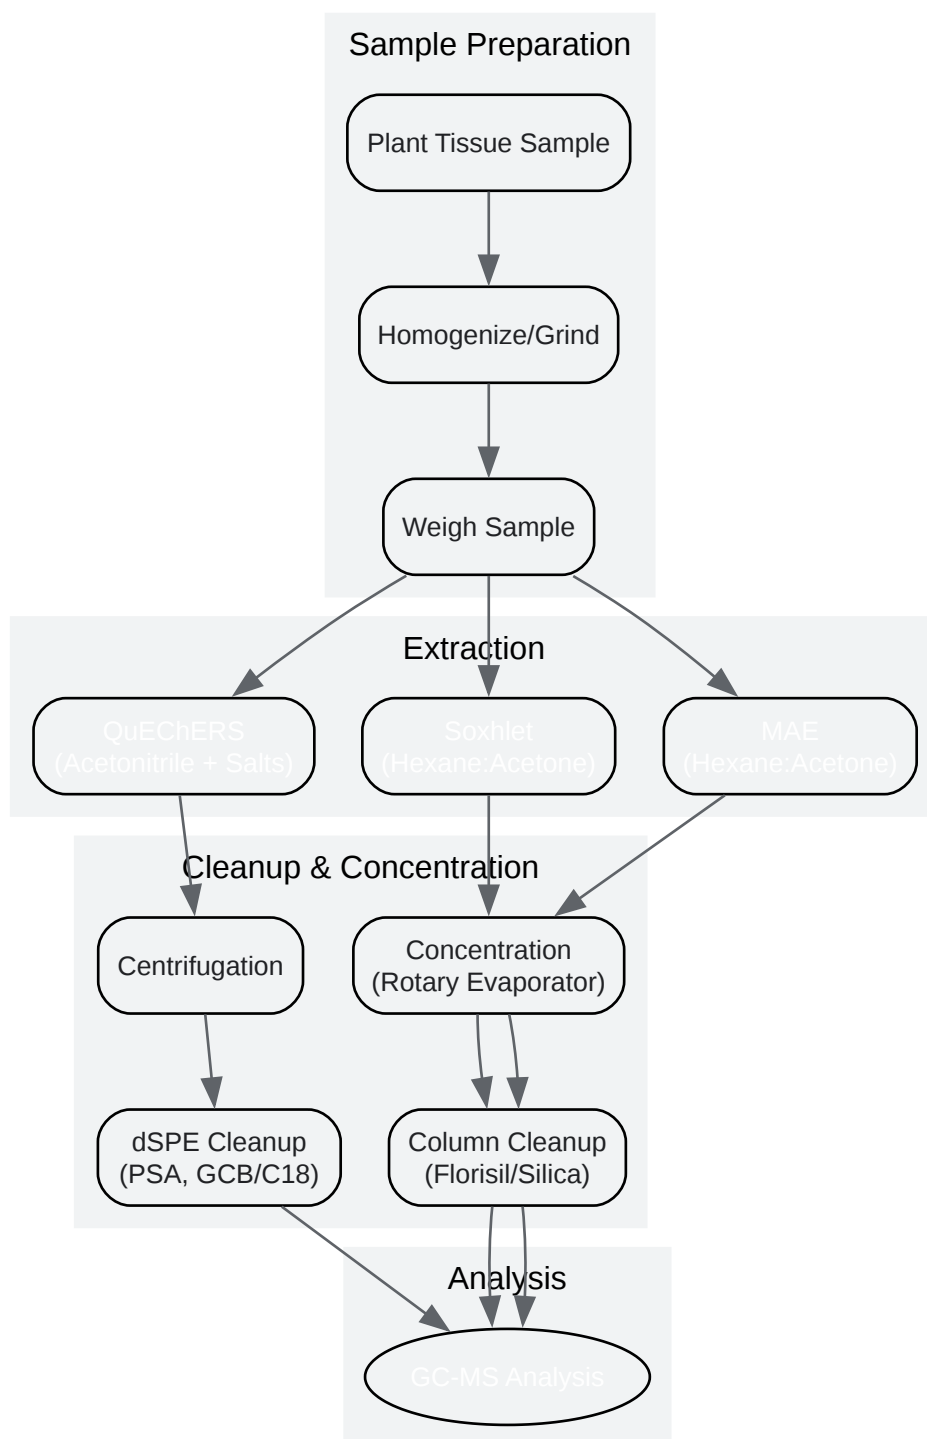 Sample Preparation
Plant Tissue Sample
Homogenize/Grind
Weigh Sample
Extraction
QuEChERS
(Acetonitrile + Salts)
Soxhlet
(Hexane:Acetone)
MAE
(Hexane:Acetone)
Cleanup & Concentration
Centrifugation
Concentration
(Rotary Evaporator)
dSPE Cleanup
(PSA, GCB/C18)
Column Cleanup
(Florisil/Silica)
Analysis
GC-MS Analysis